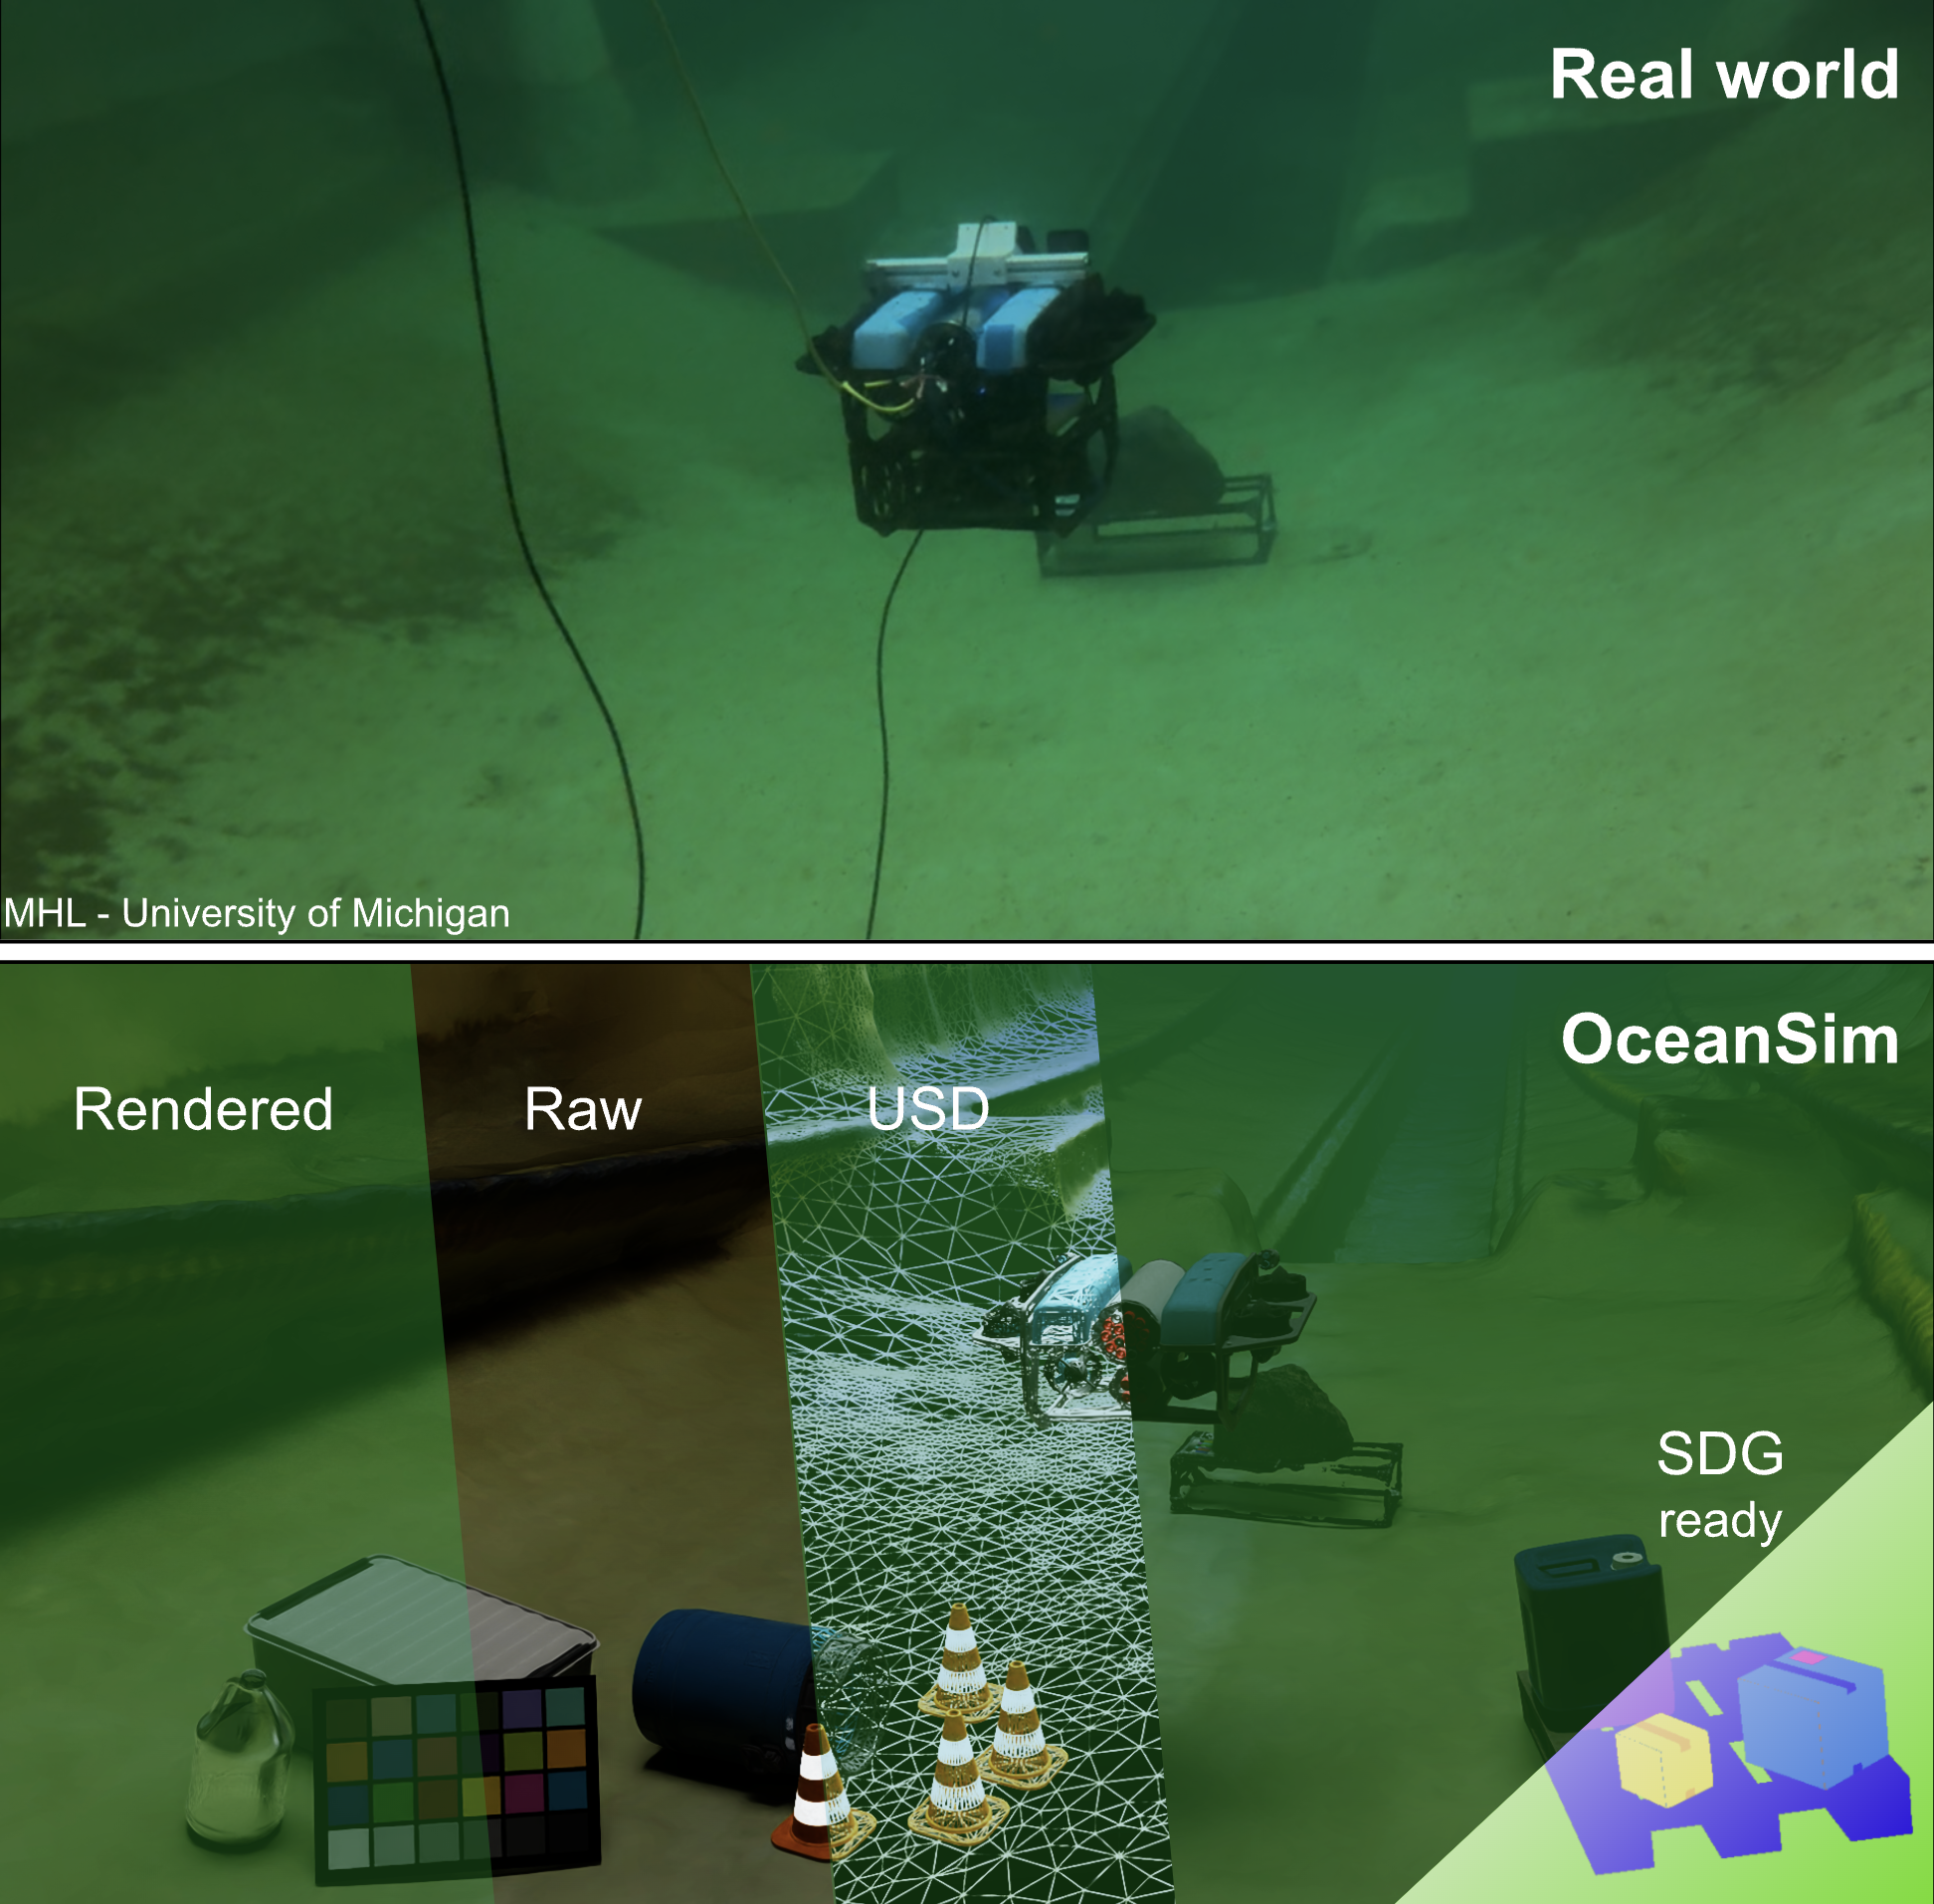 Real world
MHL - University of Michigan
OceanSim
Rendered
Raw
USD
SDG
ready